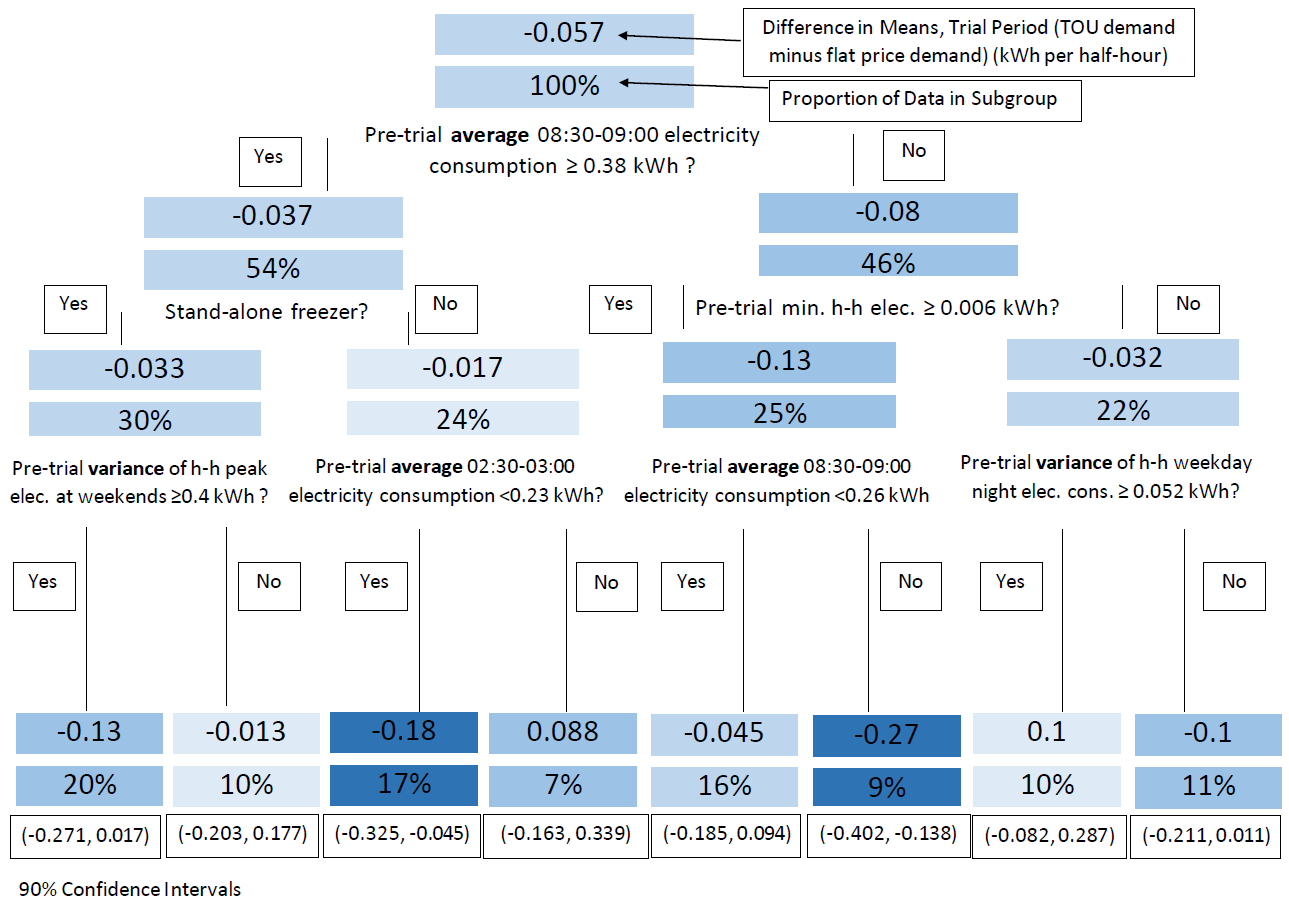 -0.057
Difference in Means, Trial Period (TOU demand
minus flat price demand) (kWh per half-hour)
100%
Proportion of Data in Subgroup
Pre-trial average 08:30-09:00 electricity
consumption ≥ 0.38 kWh ?
Yes
No
-0.037
-0.08
54%
46%
Yes
Stand-alone freezer?
No
Yes
Pre-trial min. h-h elec. ≥ 0.006 kWh?
No
-0.033
-0.017
-0.13
-0.032
30%
24%
25%
22%
Pre-trial variance of h-h peak
elec. at weekends ≥0.4 kWh ?
Pre-trial average 02:30-03:00
electricity consumption <0.23 kWh?
Pre-trial average 08:30-09:00
electricity consumption <0.26 kWh
Pre-trial variance of h-h weekday
night elec. cons. ≥ 0.052 kWh?
Yes
No
Yes
No
Yes
No
Yes
No
-0.13
-0.013
-0.18
0.088
-0.045
-0.27
0.1
-0.1
20%
10%
17%
7%
16%
9%
10%
11%
(-0.271, 0.017)
(-0.203, 0.177)
(-0.325, -0.045)
(-0.163, 0.339)
(-0.185, 0.094)
(-0.402, -0.138)
(-0.082, 0.287)
(-0.211, 0.011)
90% Confidence Intervals